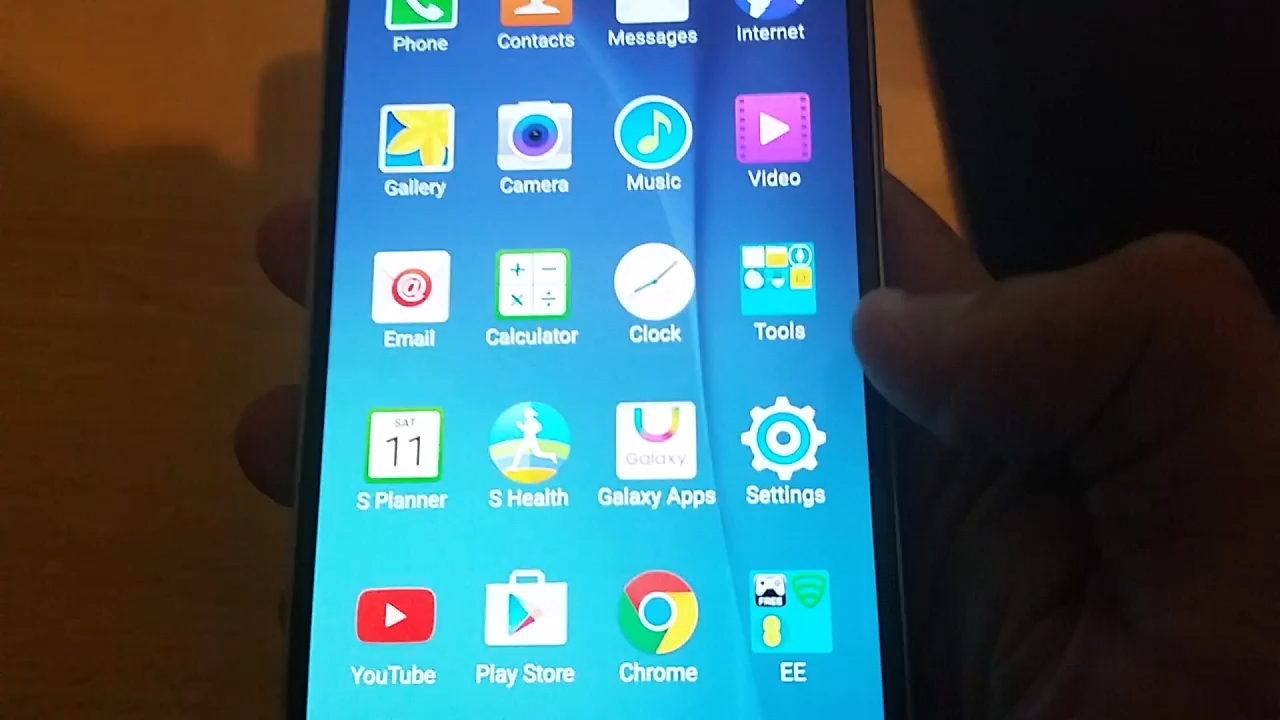 Phone
Contacts
Messages
Internet
Gallery
Camera
Music
Video
@
Email
+ − × ÷
Calculator
Clock
Tools
SAT
11
S Planner
S Health
Galaxy
Galaxy Apps
Settings
YouTube
Play Store
Chrome
FREE
EE